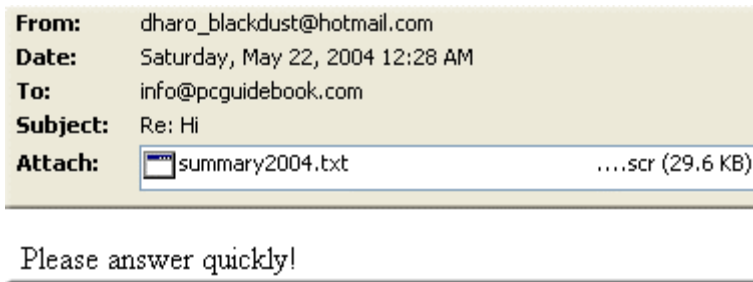 From: dharo_blackdust@hotmail.com
Date: Saturday, May 22, 2004 12:28 AM
To: info@pcguidebook.com
Subject: Re: Hi
Attach: summary2004.txt ....scr (29.6 KB)
Please answer quickly!